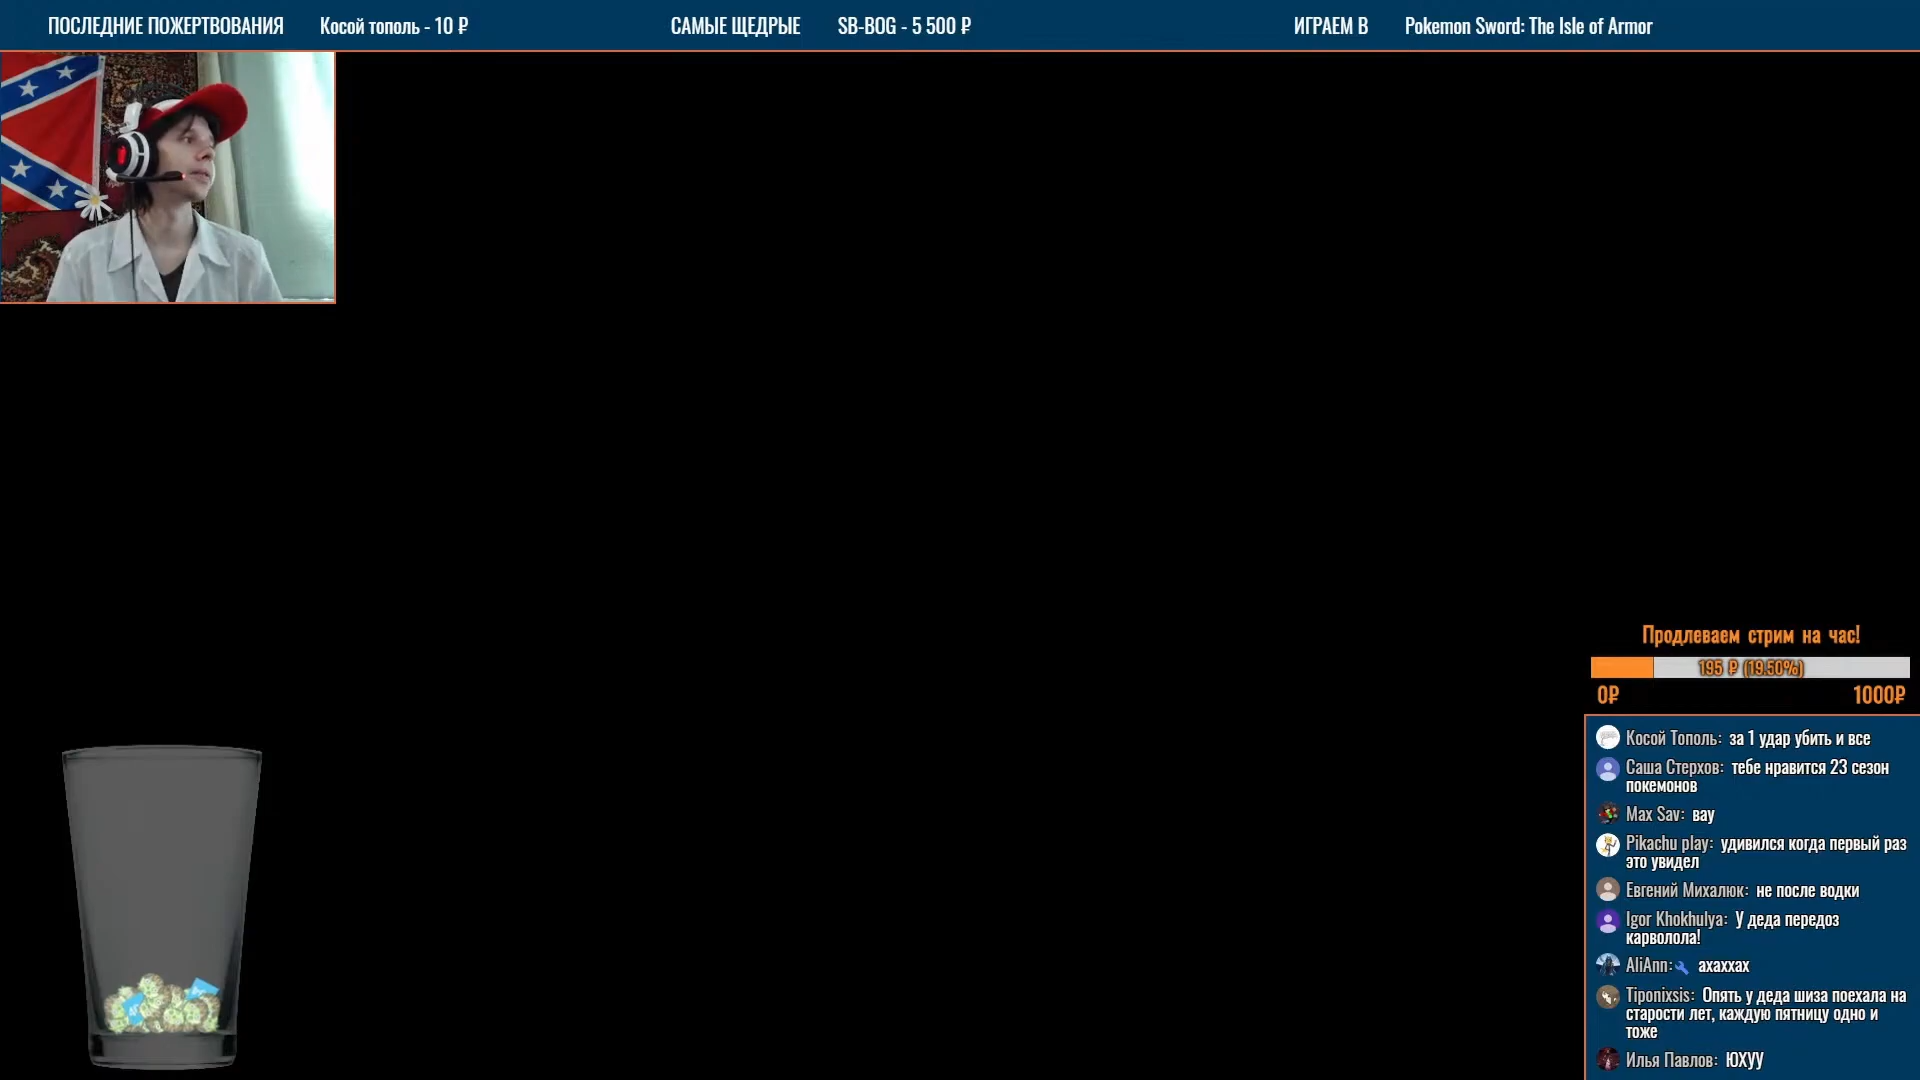 ПОСЛЕДНИЕ ПОЖЕРТВОВАНИЯ Косой тополь - 10 ₽ САМЫЕ ЩЕДРЫЕ SB-BOG - 5 500 ₽ ИГРАЕМ В Pokemon Sword: The Isle of Armor
Продлеваем стрим на час!
195 ₽ (19.50%)
0₽ 1000₽
Косой Тополь: за 1 удар убить и все
Саша Стерхов: тебе нравится 23 сезон
покемонов
Max Sav: вау
Pikachu play: удивился когда первый раз
это увидел
Евгений Михалюк: не после водки
Igor Khokhulya: У деда передоз
карволола!
AliAnn: ахаххах
Tiponixsis: Опять у деда шиза поехала на
старости лет, каждую пятницу одно и
тоже
Илья Павлов: ЮХУУ